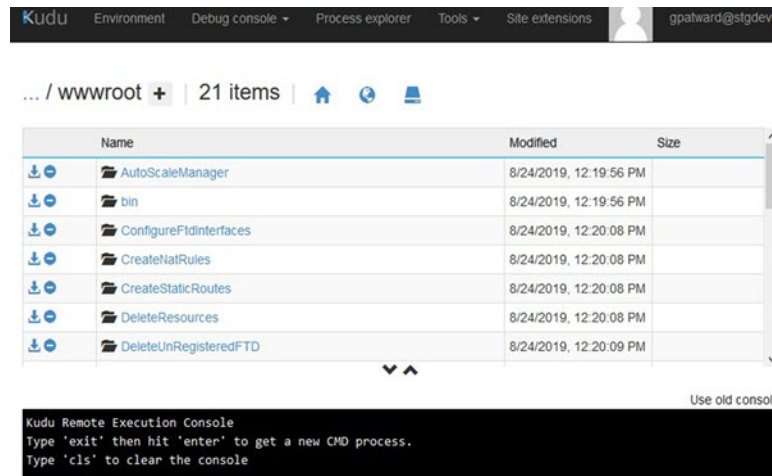 Kudu Environment Debug console Process explorer Tools Site extensions gpatward@stgdev
... / wwwroot + 21 items
Name Modified Size
AutoScaleManager 8/24/2019, 12:19:56 PM
bin 8/24/2019, 12:19:56 PM
ConfigureFtdInterfaces 8/24/2019, 12:20:08 PM
CreateNatRules 8/24/2019, 12:20:08 PM
CreateStaticRoutes 8/24/2019, 12:20:08 PM
DeleteResources 8/24/2019, 12:20:08 PM
DeleteUnRegisteredFTD 8/24/2019, 12:20:09 PM
Use old consol
Kudu Remote Execution Console
Type 'exit' then hit 'enter' to get a new CMD process.
Type 'cls' to clear the console